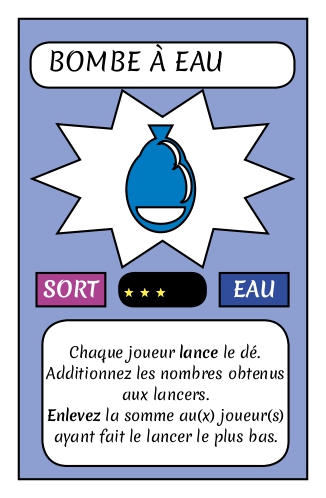 BOMBE À EAU
SORT
EAU
Chaque joueur lance le dé.
Additionnez les nombres obtenus
aux lancers.
Enlevez la somme au(x) joueur(s)
ayant fait le lancer le plus bas.